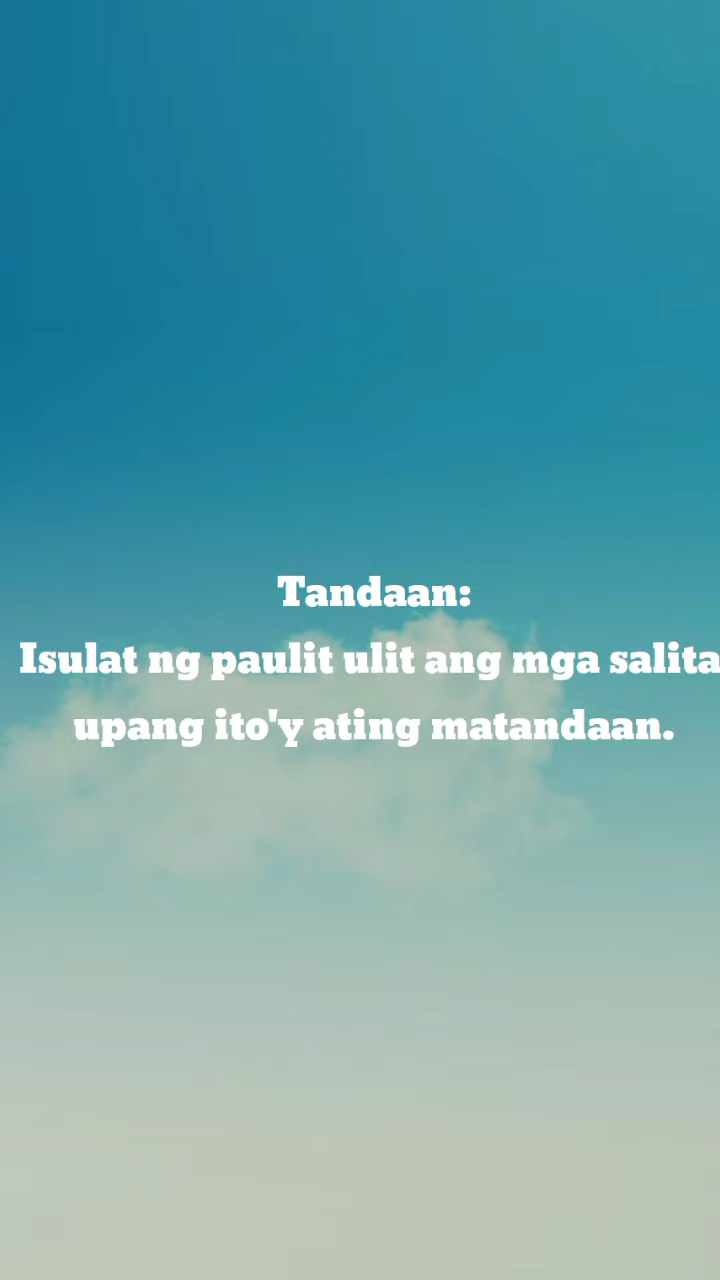 Tandaan:
Isulat ng paulit ulit ang mga salita
upang ito'y ating matandaan.